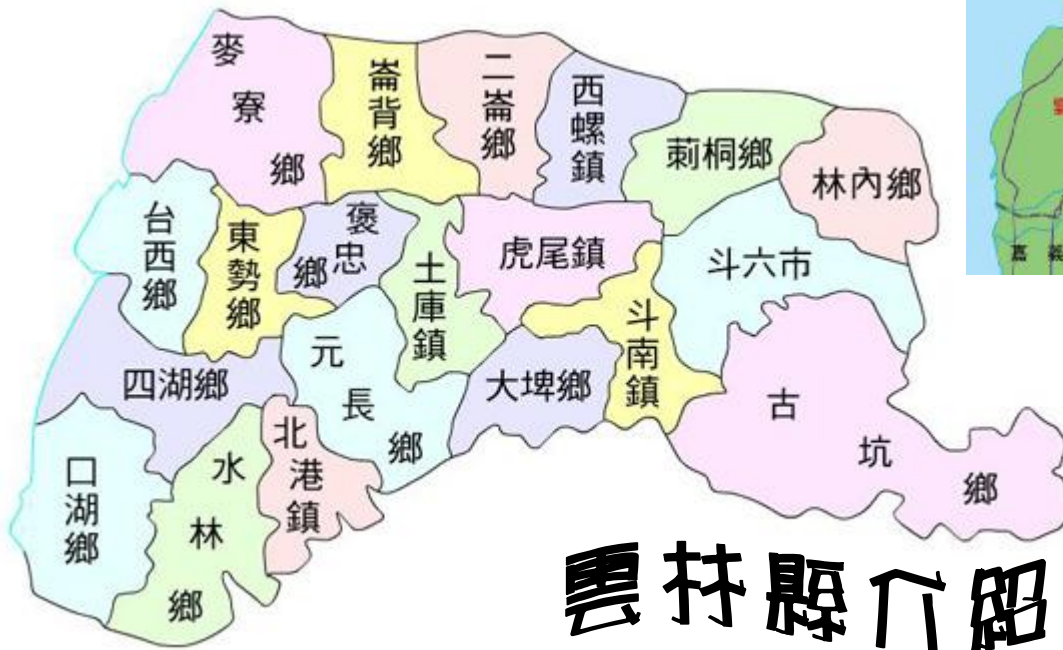 麥寮鄉
崙背鄉
二崙鄉
西螺鎮
莿桐鄉
林內鄉
台西鄉
東勢鄉
褒忠鄉
土庫鎮
虎尾鎮
斗六市
斗南鎮
四湖鄉
元長鄉
大埤鄉
古坑鄉
口湖鄉
水林鄉
北港鎮
嘉義
雲林縣介紹